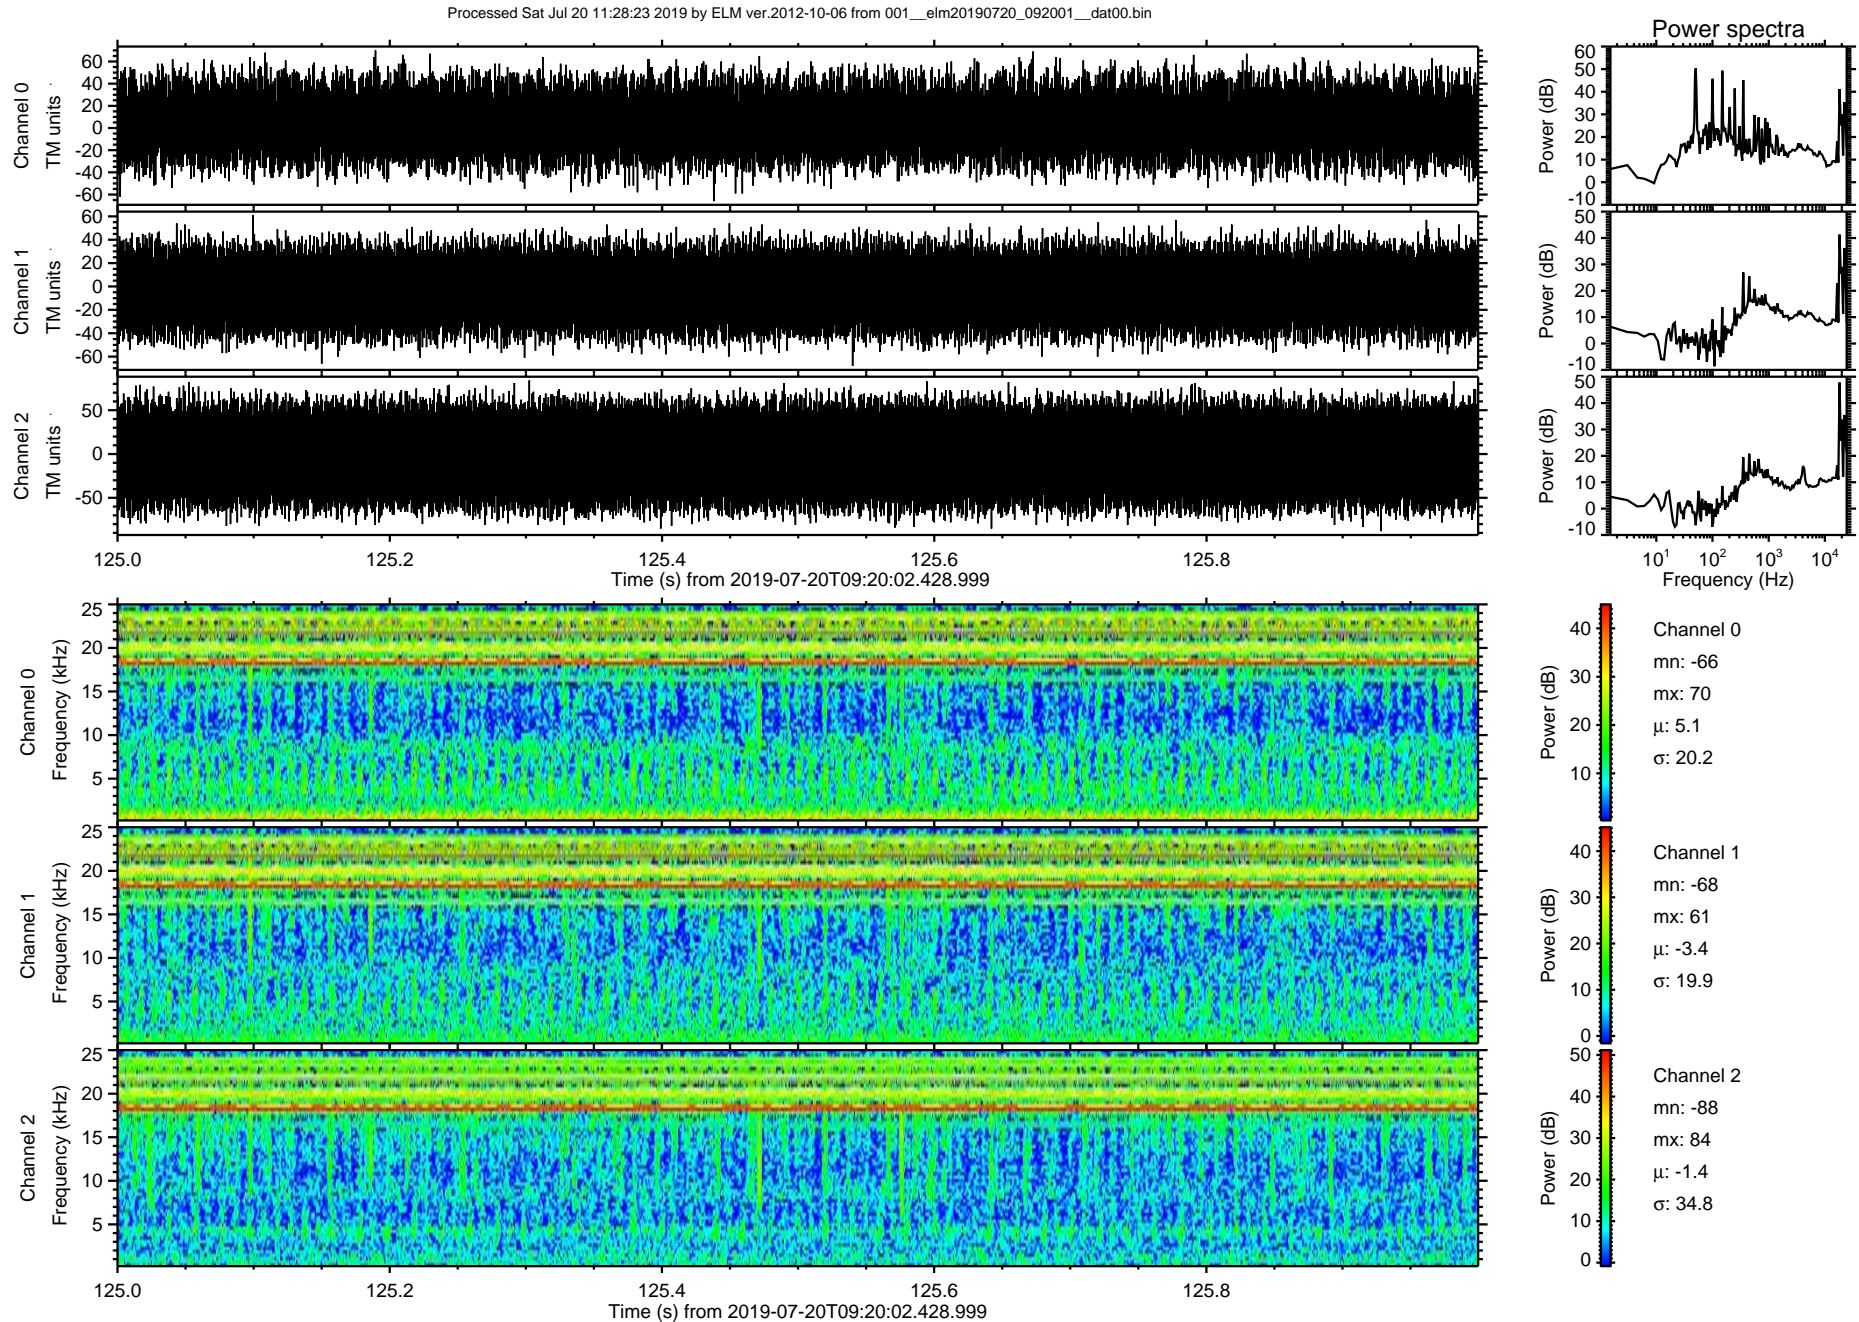 Processed Sat Jul 20 11:28:23 2019 by ELM ver.2012-10-06 from 001__elm20190720_092001__dat00.bin
Power spectra
Channel 0
TM units
60
40
20
0
-20
-40
-60
Power (dB)
60
50
40
30
20
10
0
-10
Channel 1
TM units
60
40
20
0
-20
-40
-60
Power (dB)
50
40
30
20
10
0
-10
Channel 2
TM units
50
0
-50
Power (dB)
50
40
30
20
10
0
-10
125.0 125.2 125.4 125.6 125.8
Time (s) from 2019-07-20T09:20:02.428.999
10¹ 10² 10³ 10⁴
Frequency (Hz)
Channel 0
Frequency (kHz)
25
20
15
10
5
Power (dB)
40
30
20
10
Channel 0
mn: -66
mx: 70
µ: 5.1
σ: 20.2
Channel 1
Frequency (kHz)
25
20
15
10
5
Power (dB)
40
30
20
10
0
Channel 1
mn: -68
mx: 61
µ: -3.4
σ: 19.9
Channel 2
Frequency (kHz)
25
20
15
10
5
Power (dB)
50
40
30
20
10
0
Channel 2
mn: -88
mx: 84
µ: -1.4
σ: 34.8
125.0 125.2 125.4 125.6 125.8
Time (s) from 2019-07-20T09:20:02.428.999